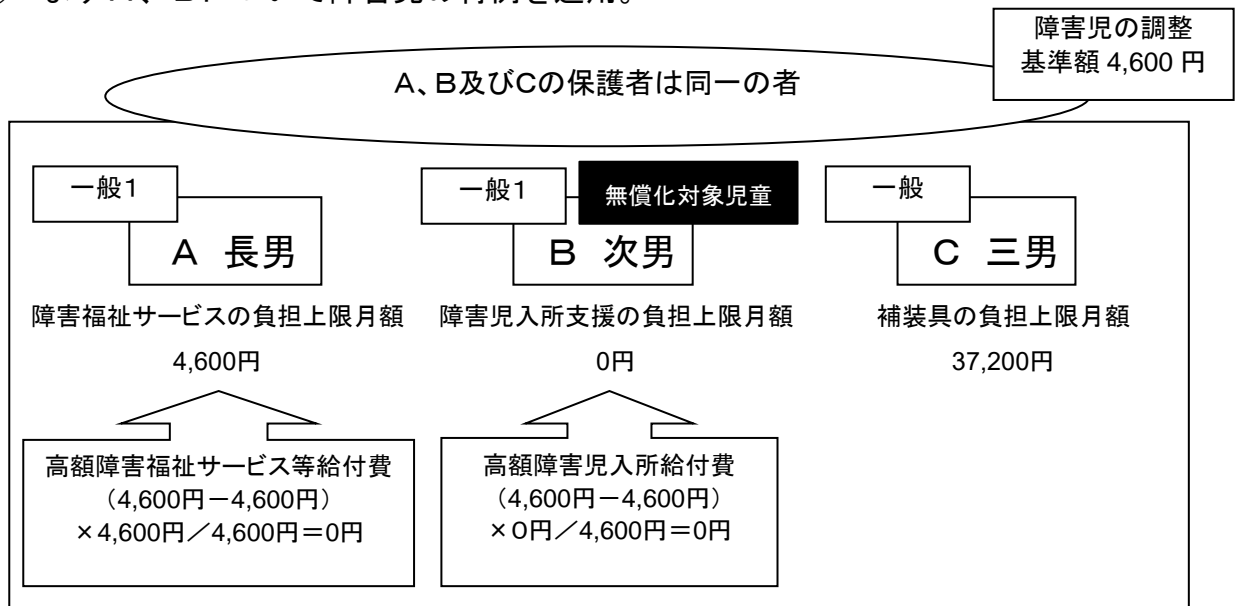 障害児の調整
基準額 4,600 円
A、B及びCの保護者は同一の者
一般1
A 長男
障害福祉サービスの負担上限月額
4,600円
高額障害福祉サービス等給付費
（4,600円－4,600円）
×4,600円／4,600円＝0円
一般1
無償化対象児童
B 次男
障害児入所支援の負担上限月額
0円
高額障害児入所給付費
（4,600円－4,600円）
×0円／4,600円＝0円
一般
C 三男
補装具の負担上限月額
37,200円